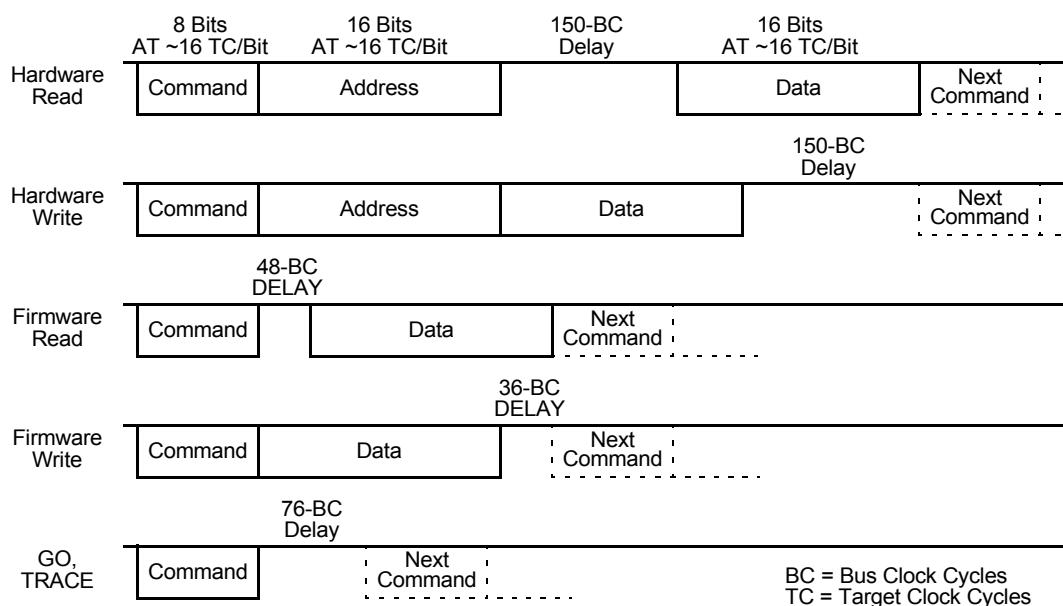 8 Bits
AT ~16 TC/Bit
16 Bits
AT ~16 TC/Bit
150-BC
Delay
16 Bits
AT ~16 TC/Bit
Hardware
Read
Command
Address
Data
Next
Command
150-BC
Delay
Hardware
Write
Command
Address
Data
Next
Command
48-BC
DELAY
Firmware
Read
Command
Data
Next
Command
36-BC
DELAY
Firmware
Write
Command
Data
Next
Command
76-BC
Delay
GO,
TRACE
Command
Next
Command
BC = Bus Clock Cycles
TC = Target Clock Cycles